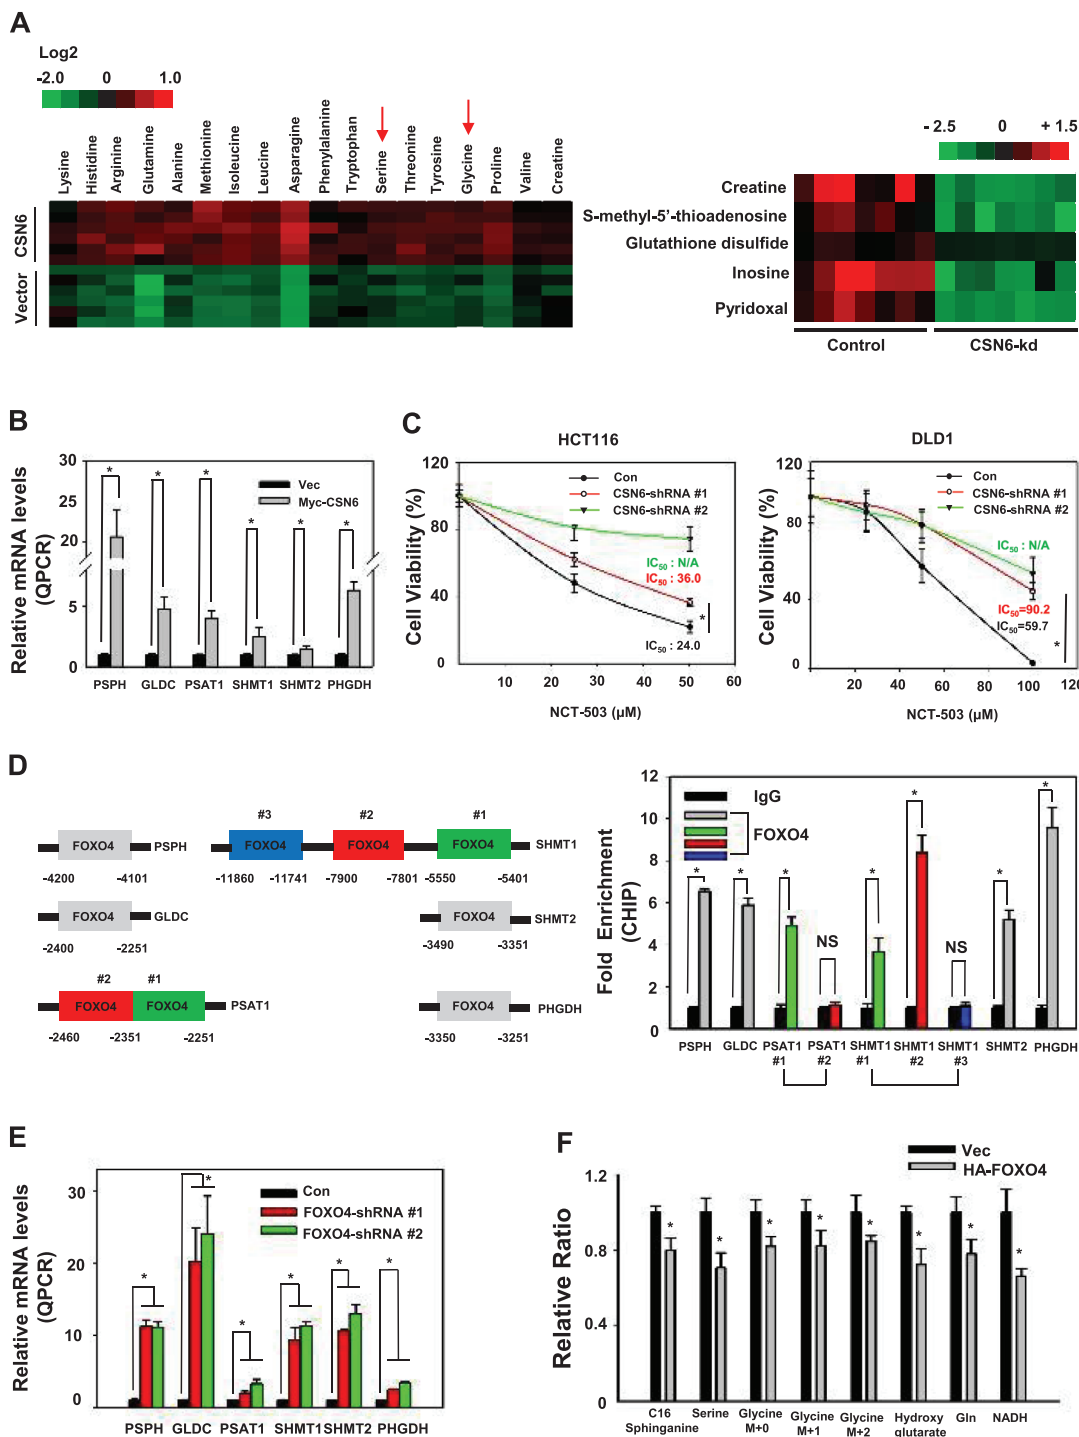 A
Log2
-2.0 0 1.0
Lysine
Histidine
Arginine
Glutamine
Alanine
Methionine
Isoleucine
Leucine
Asparagine
Phenylalanine
Tryptophan
Serine
Threonine
Tyrosine
Glycine
Proline
Valine
Creatine
CSN6
Vector
- 2.5 0 + 1.5
Creatine
S-methyl-5'-thioadenosine
Glutathione disulfide
Inosine
Pyridoxal
Control CSN6-kd
B
Relative mRNA levels
(QPCR)
30
20
10
5
0
* * * * * *
Vec
Myc-CSN6
PSPH GLDC PSAT1 SHMT1 SHMT2 PHGDH
C
HCT116
Cell Viability (%)
120
80
40
0
Con
CSN6-shRNA #1
CSN6-shRNA #2
IC50 : N/A
IC50 : 36.0
*
IC50 : 24.0
10 20 30 40 50 60
NCT-503 (µM)
DLD1
Cell Viability (%)
120
80
40
0
Con
CSN6-shRNA #1
CSN6-shRNA #2
IC50 : N/A
IC50=90.2
IC50=59.7
*
20 40 60 80 100 120
NCT-503 (µM)
D
FOXO4 PSPH
-4200 -4101
#3 #2 #1
FOXO4 FOXO4 FOXO4 SHMT1
-11860 -11741 -7900 -7801 -5550 -5401
FOXO4 GLDC
-2400 -2251
FOXO4 SHMT2
-3490 -3351
#2 #1
FOXO4 FOXO4 PSAT1
-2460 -2351 -2251
FOXO4 PHGDH
-3350 -3251
Fold Enrichment
(CHIP)
12
10
8
6
4
2
0
IgG
FOXO4
* * * NS * * NS * *
PSPH GLDC PSAT1 PSAT1 SHMT1 SHMT1 SHMT1 SHMT2 PHGDH
#1 #2 #1 #2 #3
E
Relative mRNA levels
(QPCR)
30
20
10
0
Con
FOXO4-shRNA #1
FOXO4-shRNA #2
* * * * * *
PSPH GLDC PSAT1 SHMT1 SHMT2 PHGDH
F
Relative Ratio
1.2
0.8
0.4
0
Vec
HA-FOXO4
* * * * * * * *
C16 Sphinganine
Serine
Glycine M+0
Glycine M+1
Glycine M+2
Hydroxy glutarate
Gln
NADH